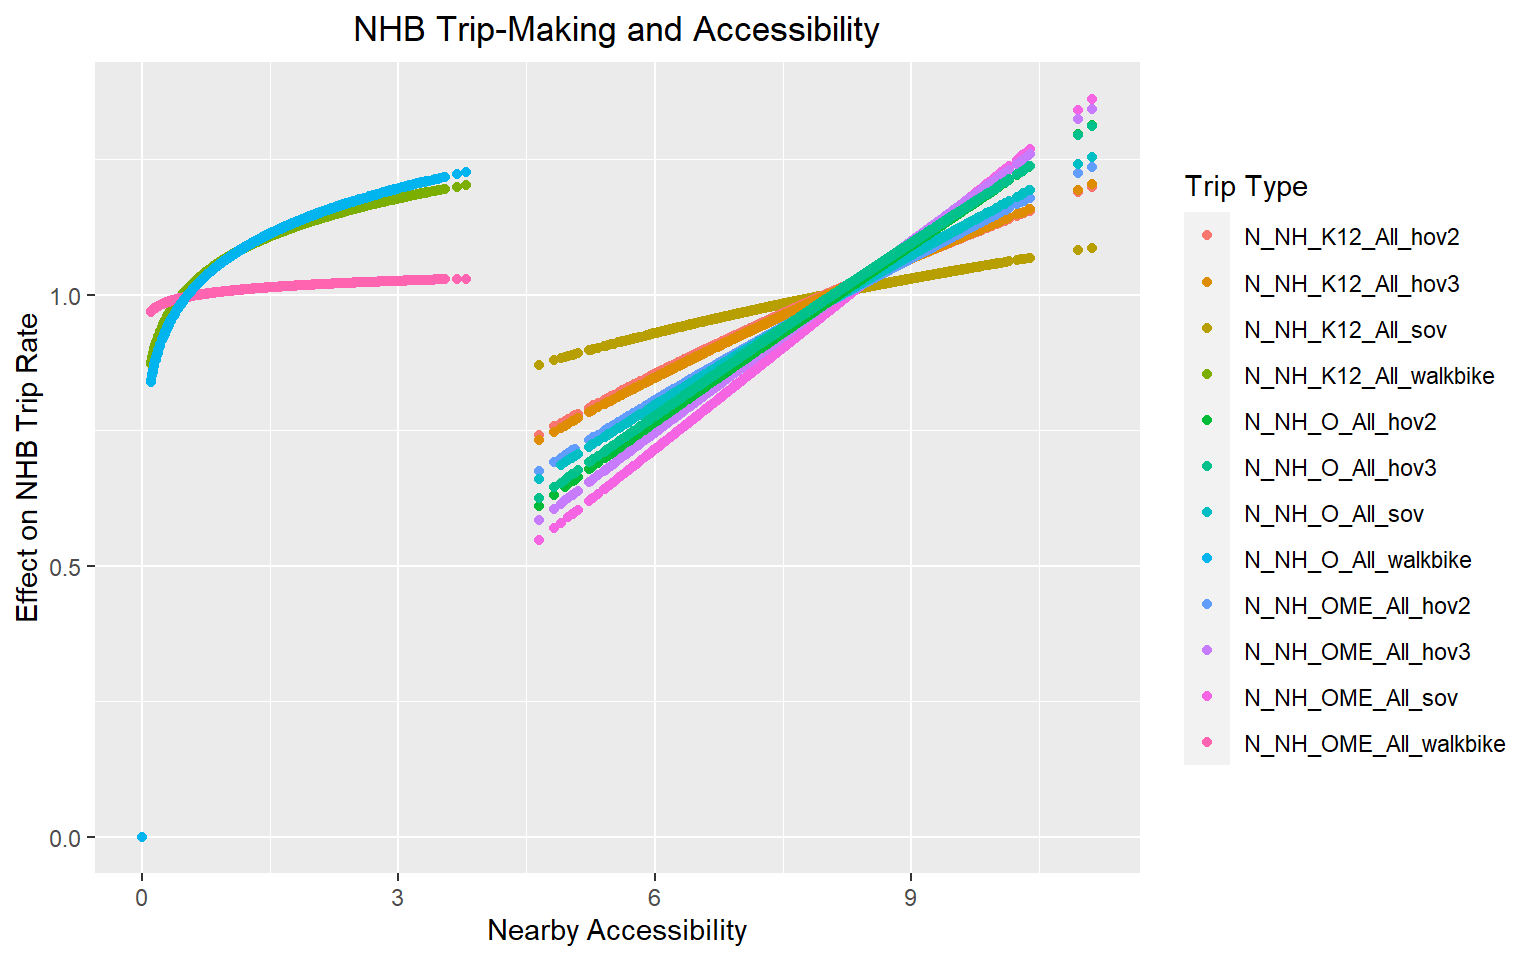 NHB Trip-Making and Accessibility
Effect on NHB Trip Rate
1.0
0.5
0.0
0
3
6
9
Nearby Accessibility
Trip Type
N_NH_K12_All_hov2
N_NH_K12_All_hov3
N_NH_K12_All_sov
N_NH_K12_All_walkbike
N_NH_O_All_hov2
N_NH_O_All_hov3
N_NH_O_All_sov
N_NH_O_All_walkbike
N_NH_OME_All_hov2
N_NH_OME_All_hov3
N_NH_OME_All_sov
N_NH_OME_All_walkbike